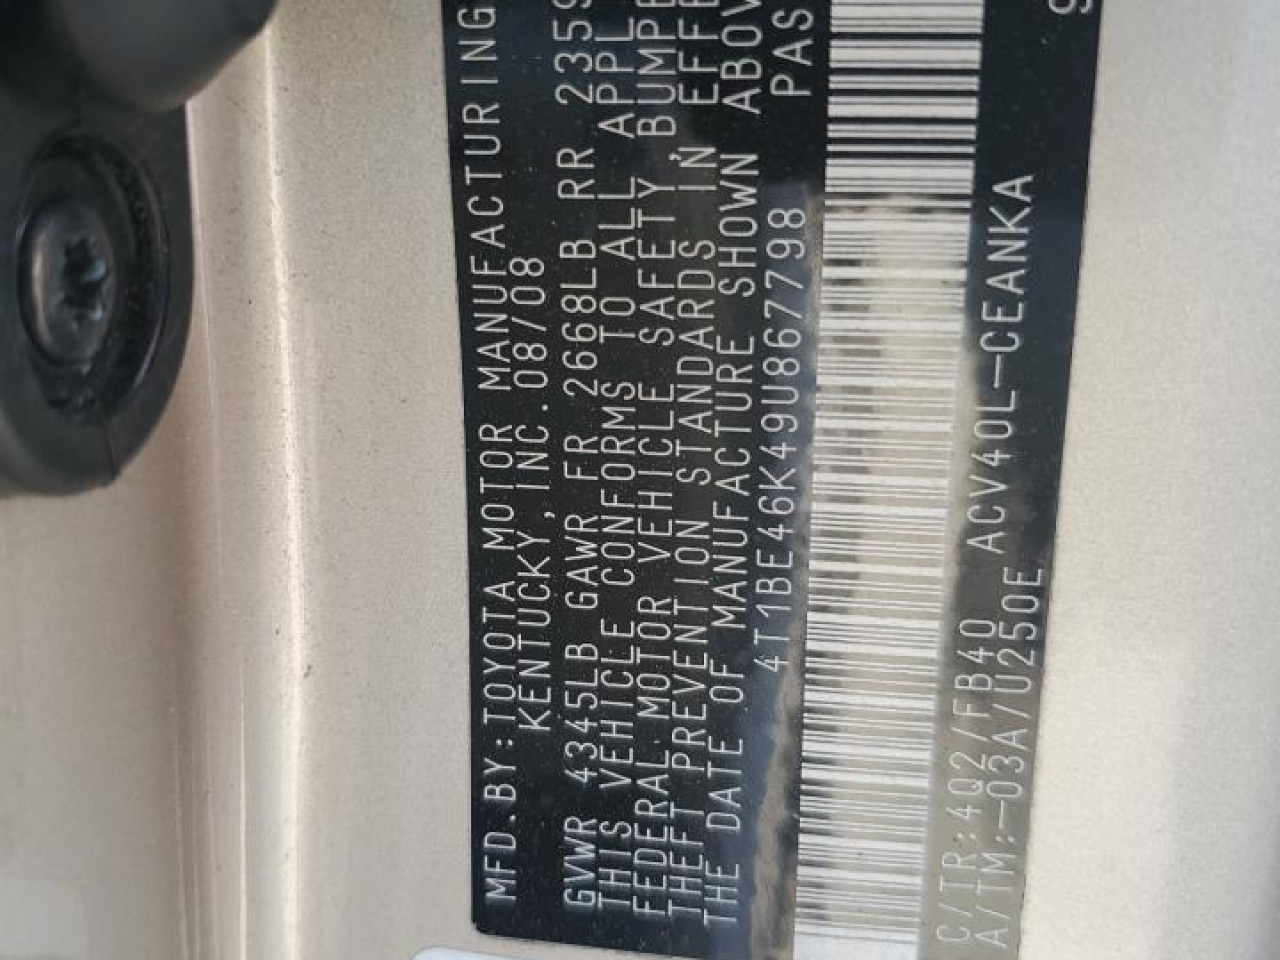 MFD.BY:TOYOTA MOTOR MANUFACTURING
KENTUCKY,INC.08/08
GVWR 4345LB GAWR FR 2668LB RR 235
THIS VEHICLE CONFORMS TO ALL APPL
FEDERAL MOTOR VEHICLE SAFETY, BUMPE
THEFT PREVENTION STANDARDS IN EFFE
THE DATE OF MANUFACTURE SHOWN ABOV
4T1BE46K49U867798 PAS
C/TR:4Q2/FB40 ACV40L-CEANKA
A/TM:-03A/U250E
9